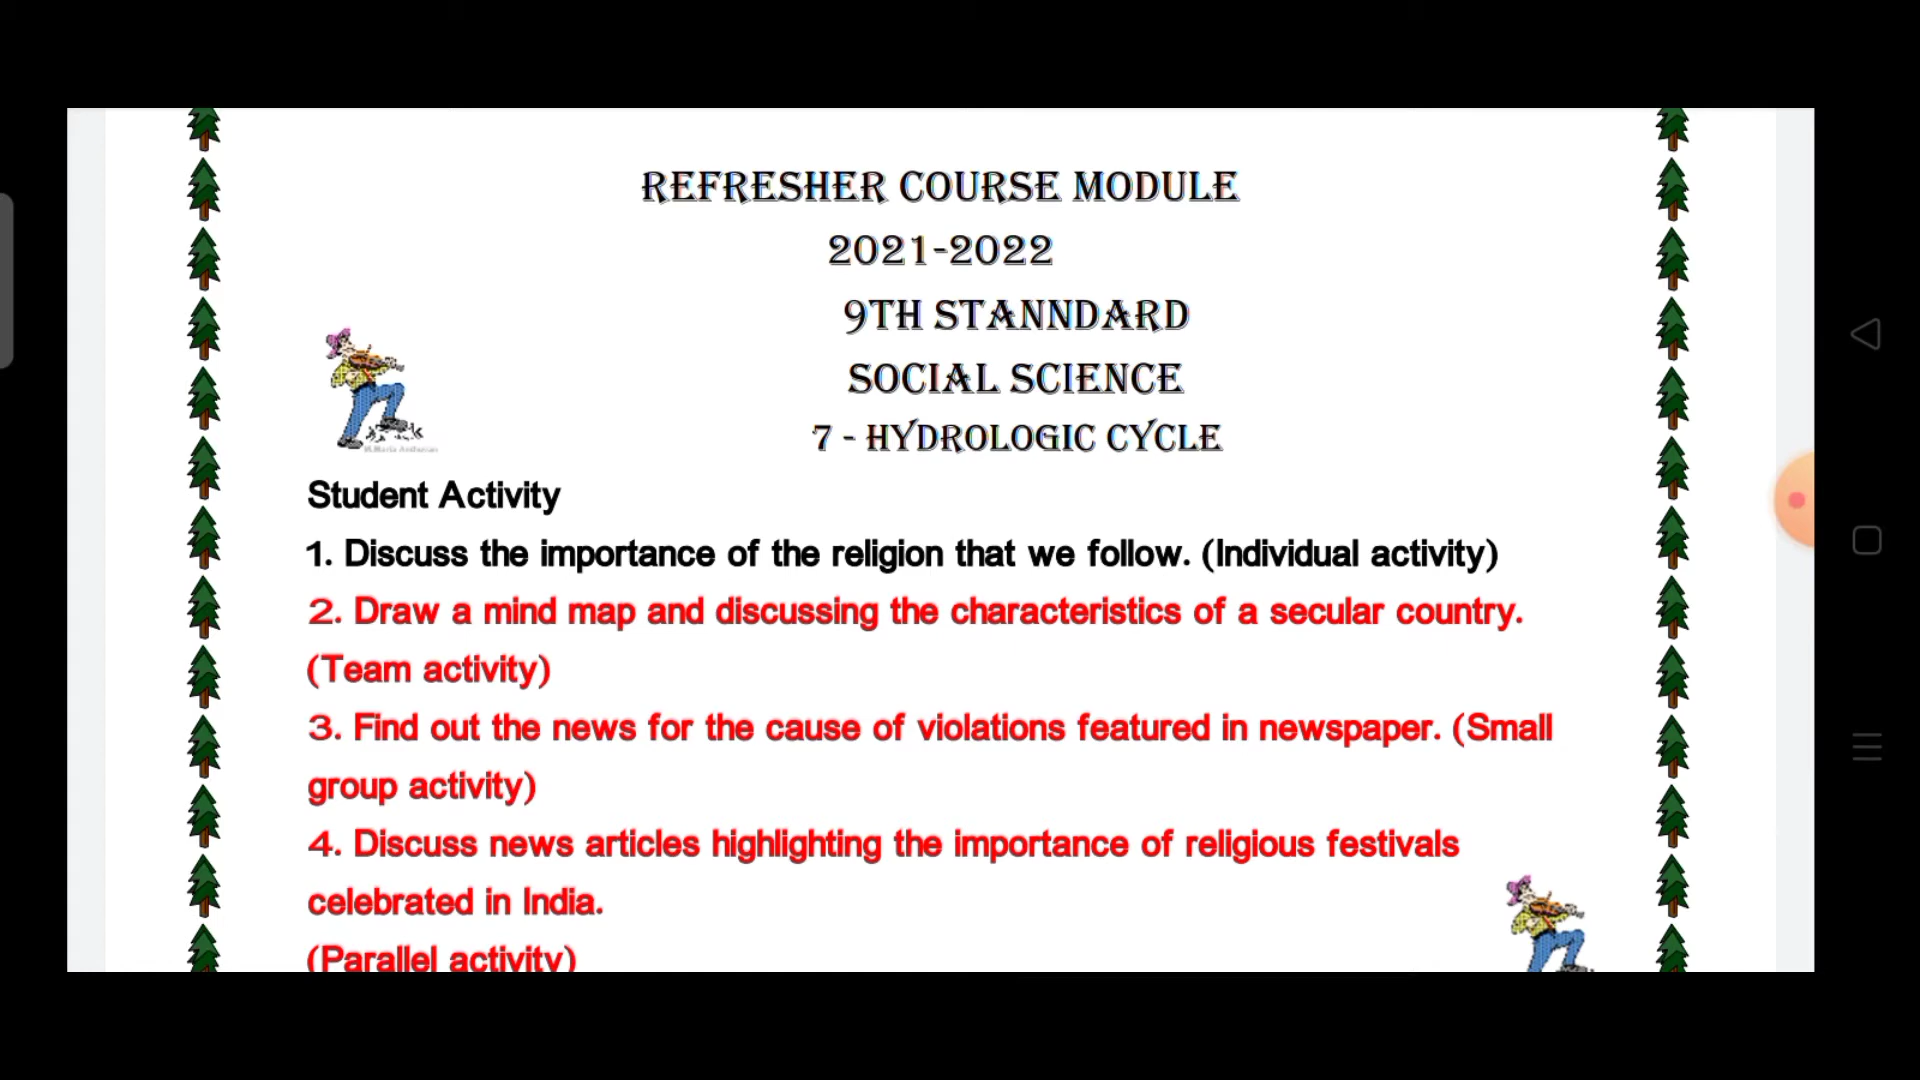 REFRESHER COURSE MODULE
2021-2022
9TH STANNDARD
SOCIAL SCIENCE
7 - HYDROLOGIC CYCLE
Student Activity
1. Discuss the importance of the religion that we follow. (Individual activity)
2. Draw a mind map and discussing the characteristics of a secular country.
(Team activity)
3. Find out the news for the cause of violations featured in newspaper. (Small
group activity)
4. Discuss news articles highlighting the importance of religious festivals
celebrated in India.
(Parallel activity)